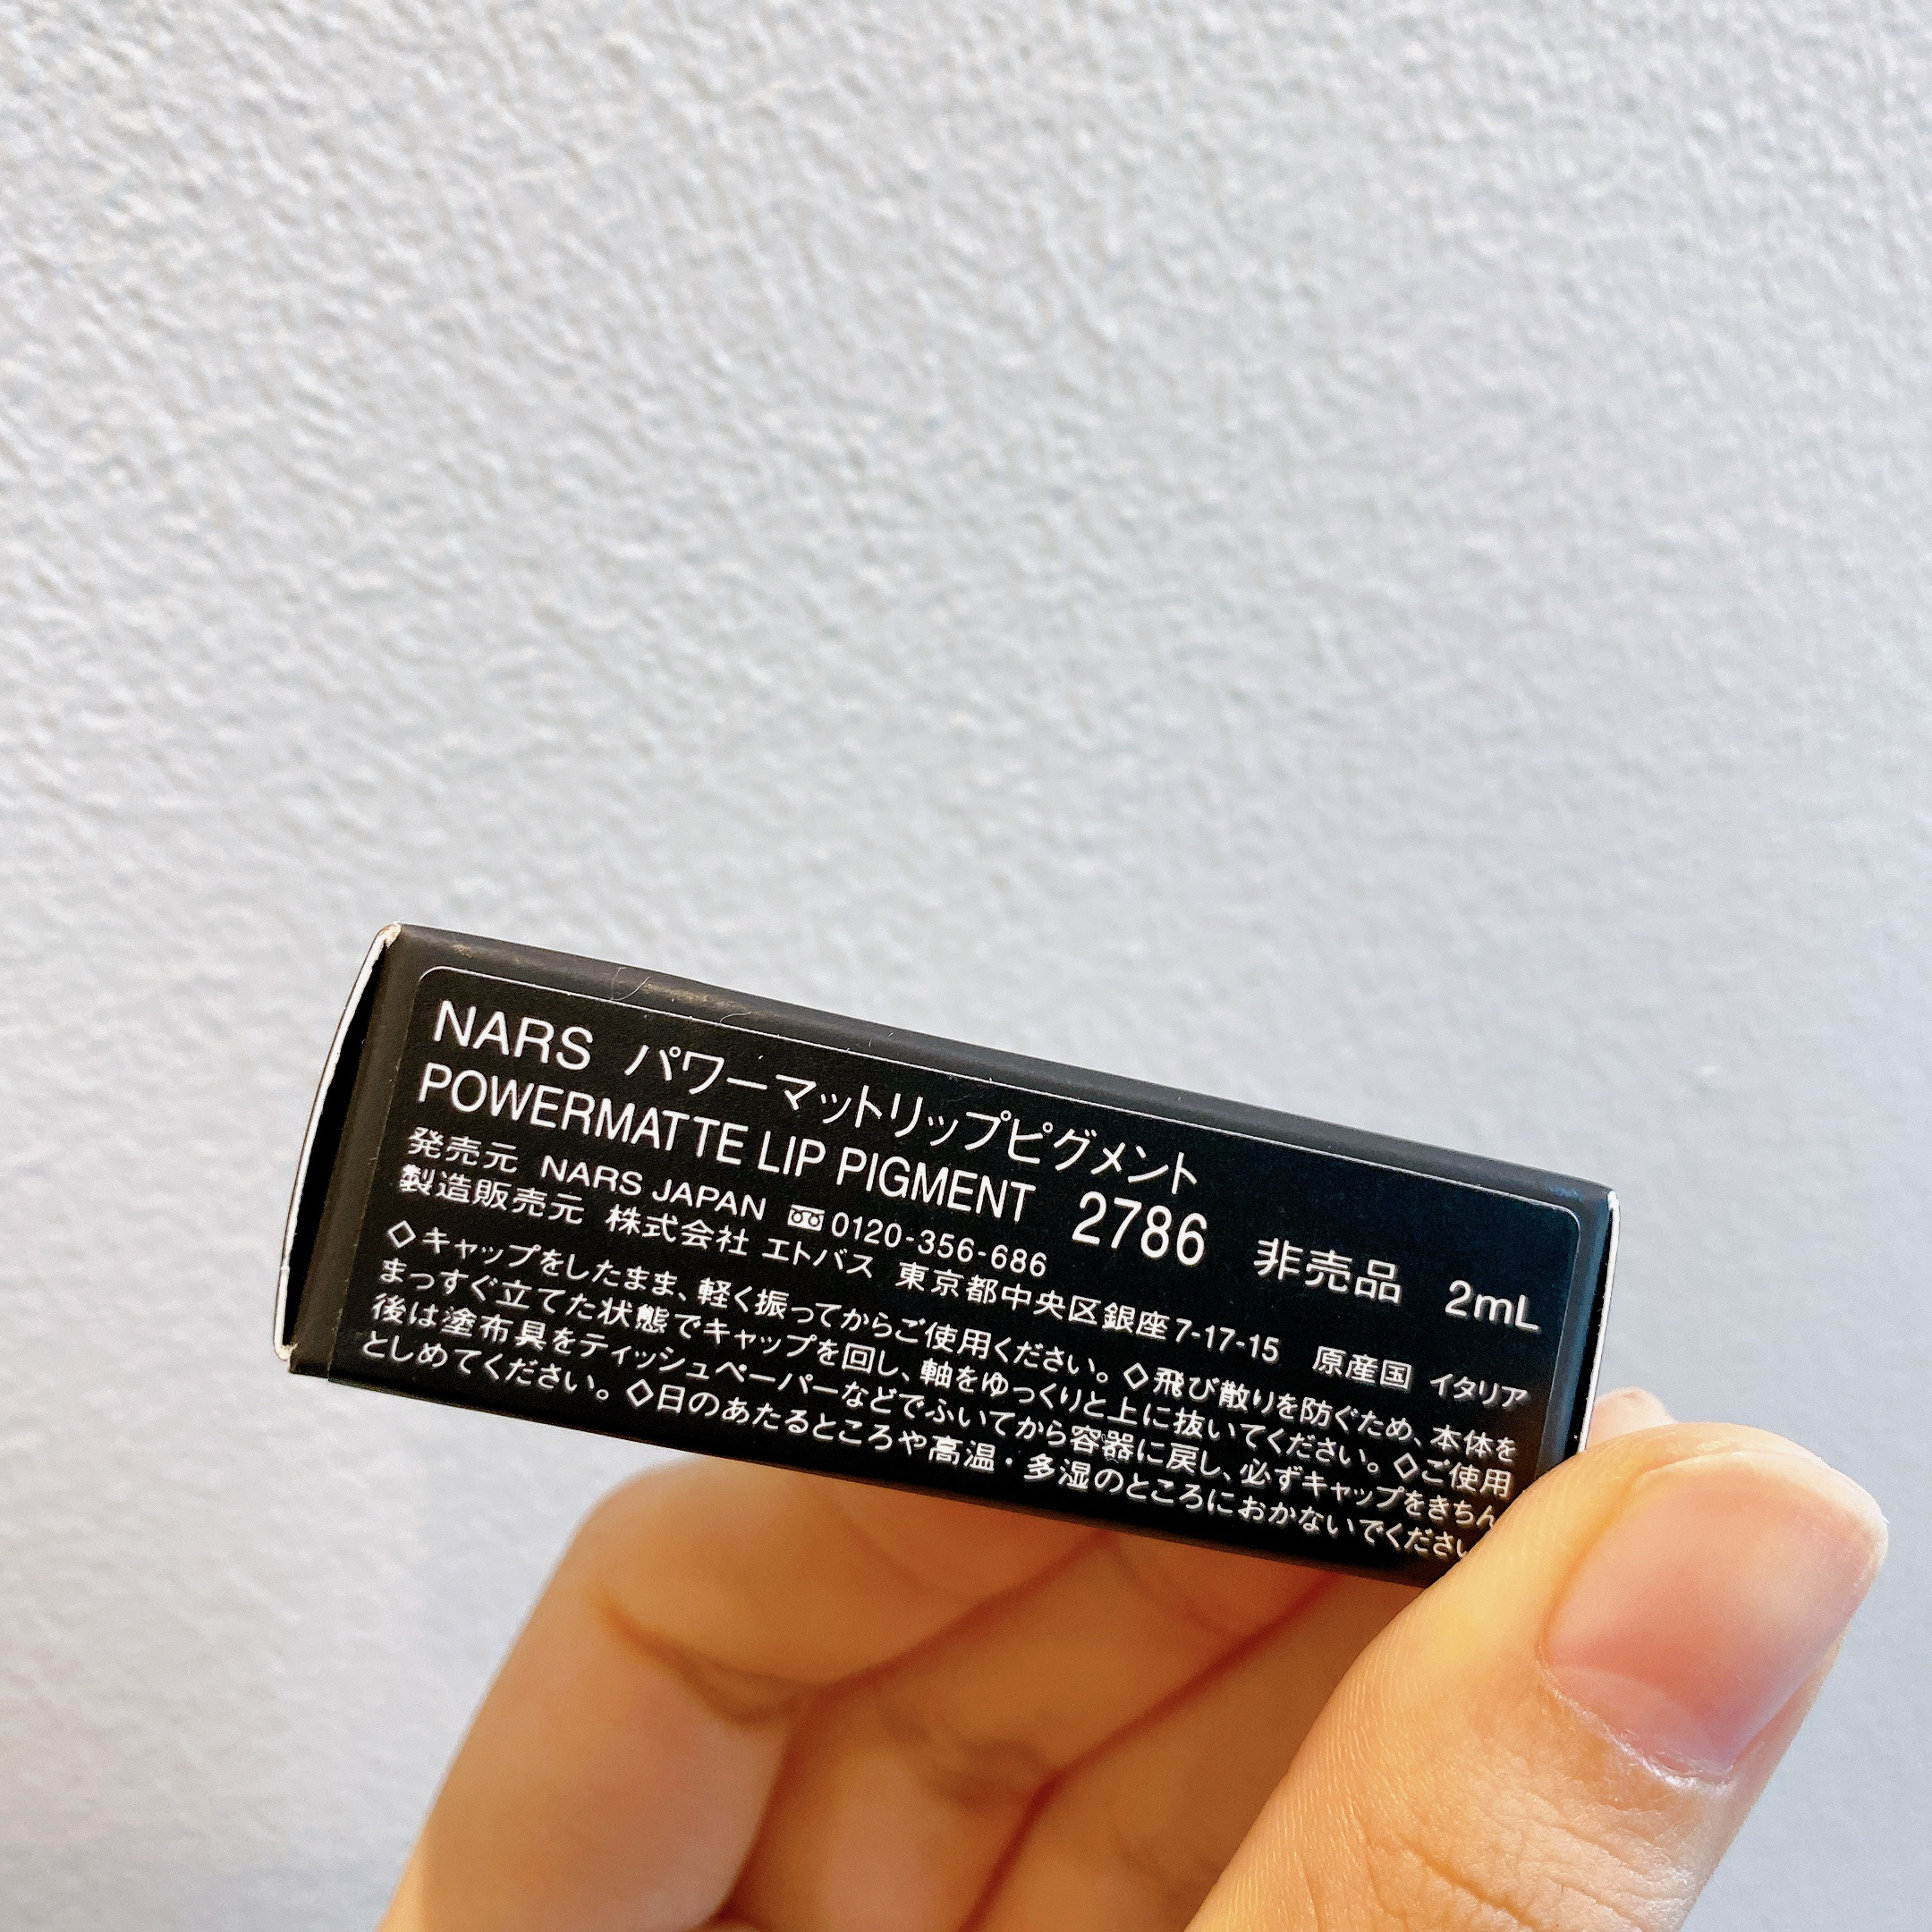 NARS パワーマットリップピグメント
POWERMATTE LIP PIGMENT 2786 非売品 2mL
発売元 NARS JAPAN 0120-356-686
製造販売元 株式会社 エトバス 東京都中央区銀座7-17-15 原産国 イタリア
◇キャップをしたまま、軽く振ってからご使用ください。◇飛び散りを防ぐため、本体を
まっすぐ立てた状態でキャップを回し、軸をゆっくりと上に抜いてください。◇ご使用
後は塗布具をティッシュペーパーなどでふいてから容器に戻し、必ずキャップをきちん
としめてください。◇日のあたるところや高温・多湿のところにおかないでください